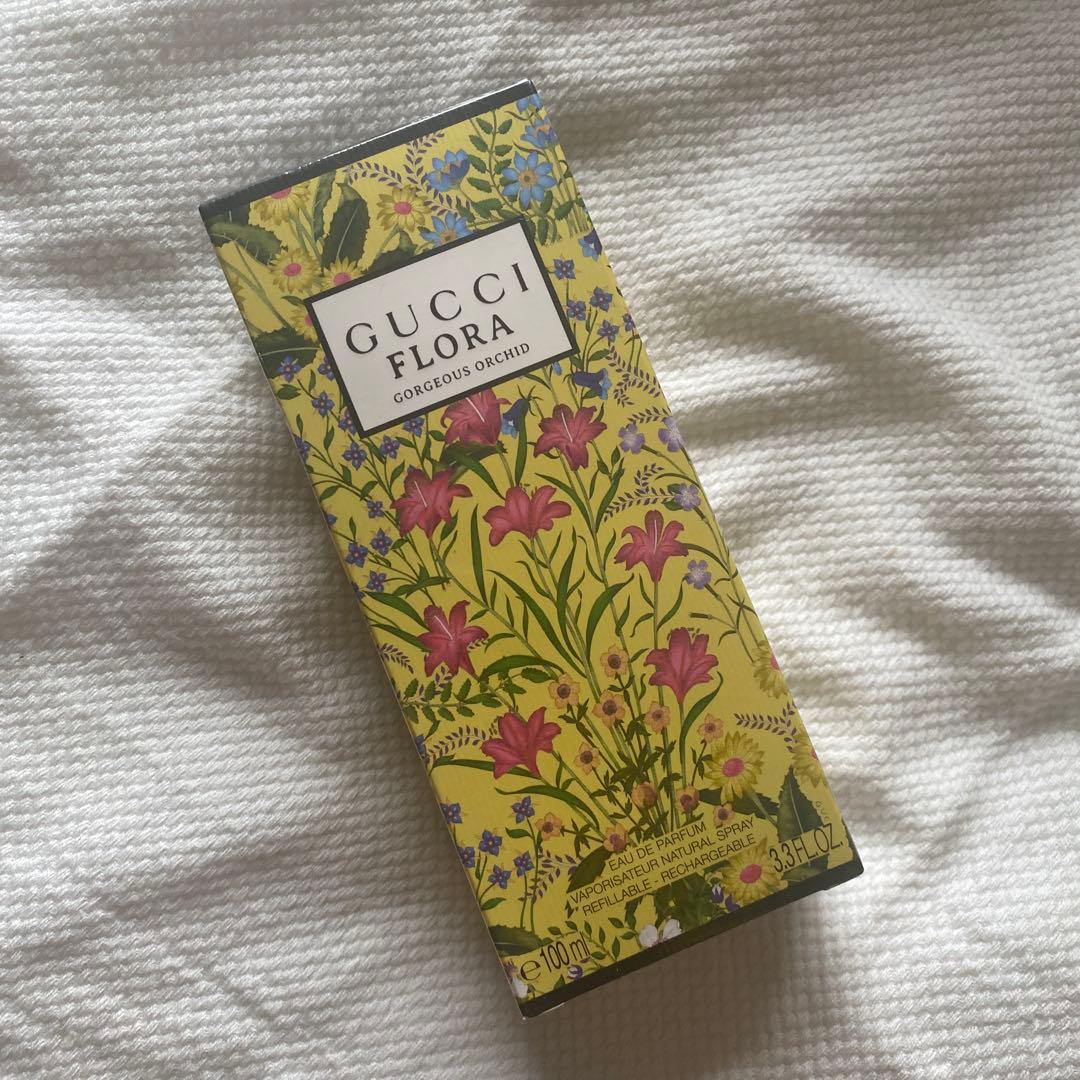 GUCCI
FLORA
GORGEOUS ORCHID
EAU DE PARFUM
VAPORISATEUR NATURAL SPRAY
REFILLABLE - RECHARGEABLE
℮100 ml
3.3 FL.OZ.